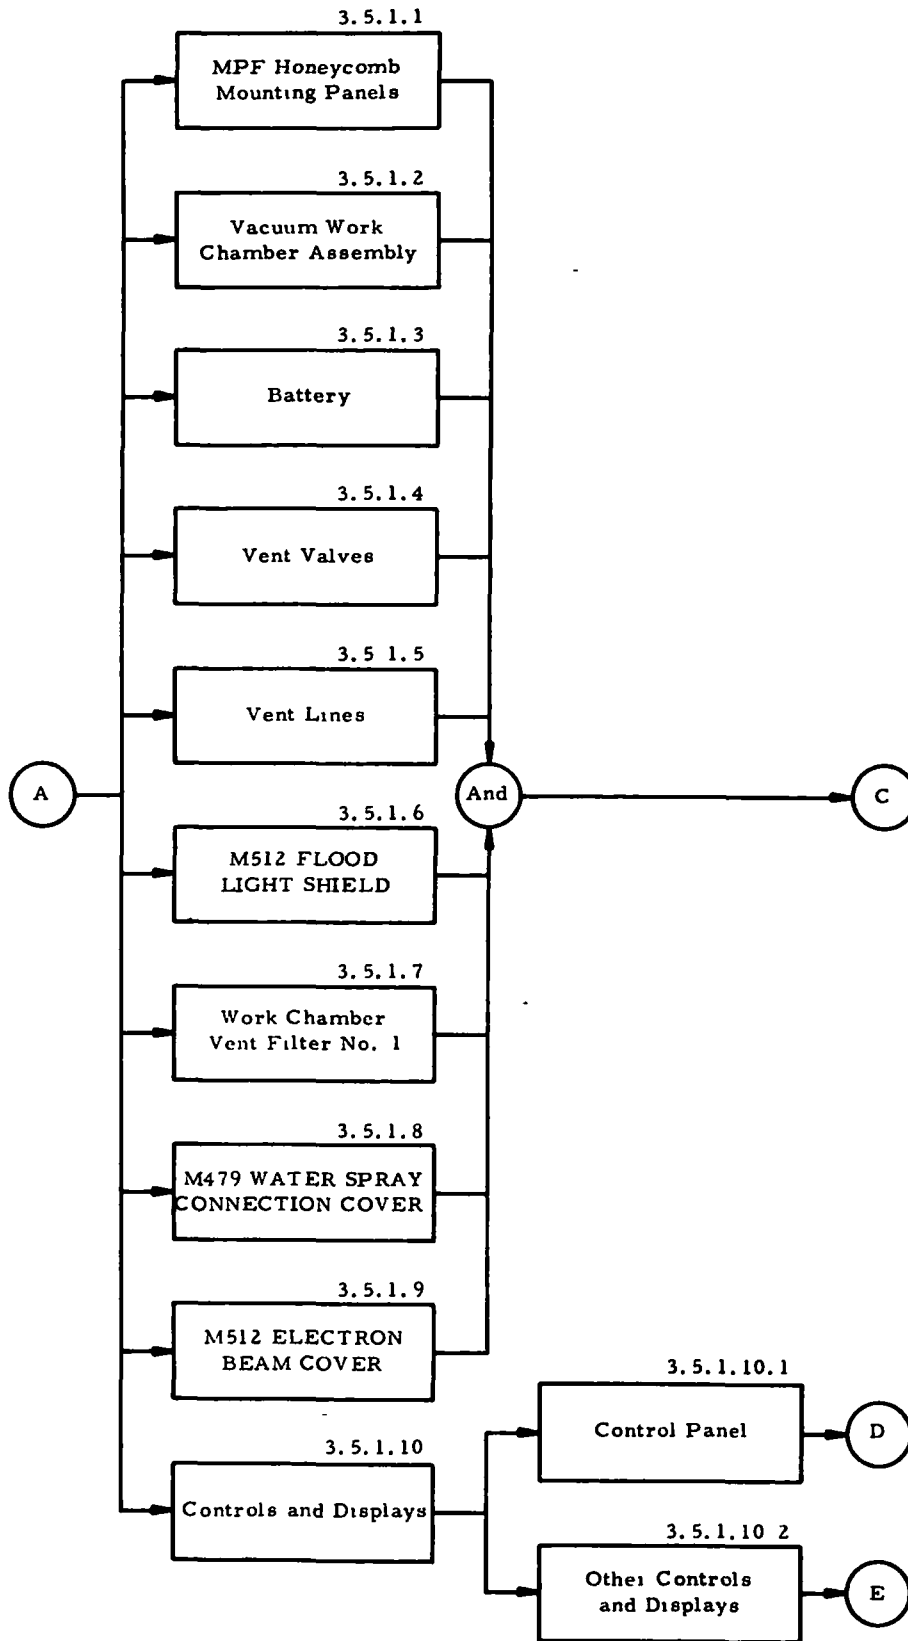 3.5.1.1
MPF Honeycomb
Mounting Panels
3.5.1.2
Vacuum Work
Chamber Assembly
3.5.1.3
Battery
3.5.1.4
Vent Valves
3.5 1.5
Vent Lines
A
And
C
3.5.1.6
M512 FLOOD
LIGHT SHIELD
3.5.1.7
Work Chamber
Vent Filter No. 1
3.5.1.8
M479 WATER SPRAY
CONNECTION COVER
3.5.1.9
M512 ELECTRON
BEAM COVER
3.5.1.10.1
Control Panel
D
3.5.1.10
Controls and Displays
3.5.1.10 2
Other Controls
and Displays
E